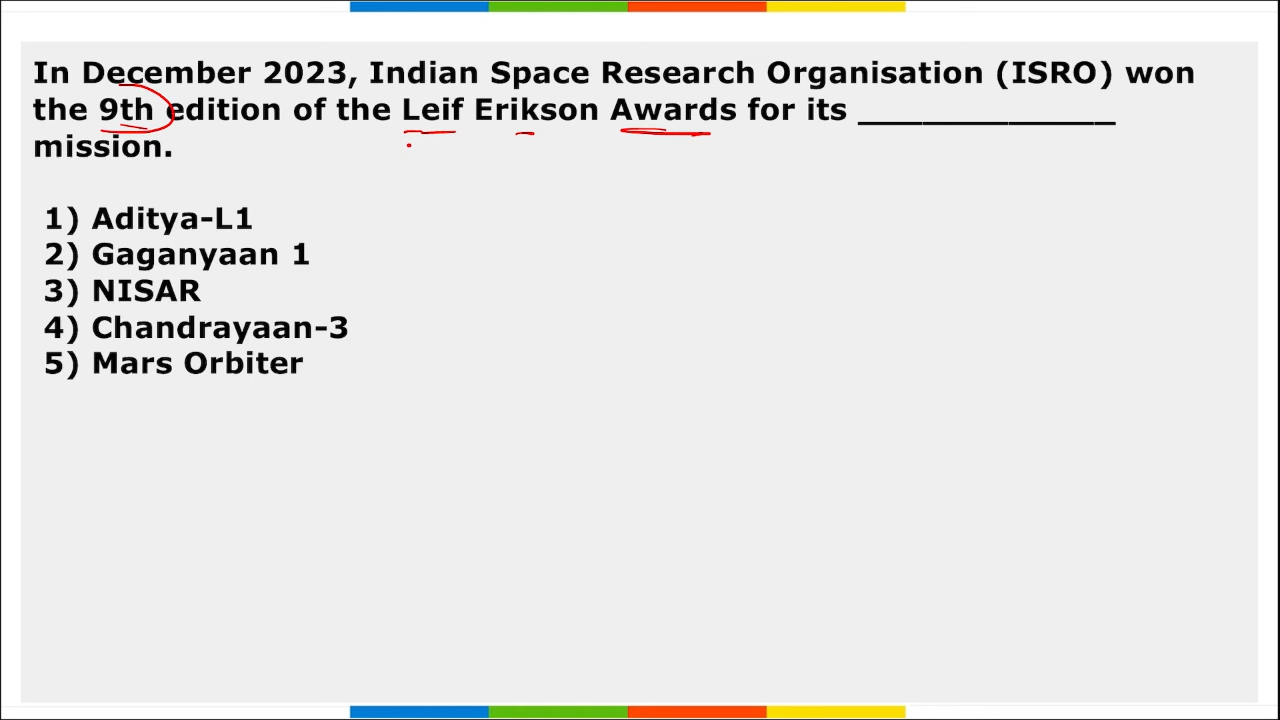 In December 2023, Indian Space Research Organisation (ISRO) won
the 9th edition of the Leif Erikson Awards for its ________________
mission.
1) Aditya-L1
2) Gaganyaan 1
3) NISAR
4) Chandrayaan-3
5) Mars Orbiter